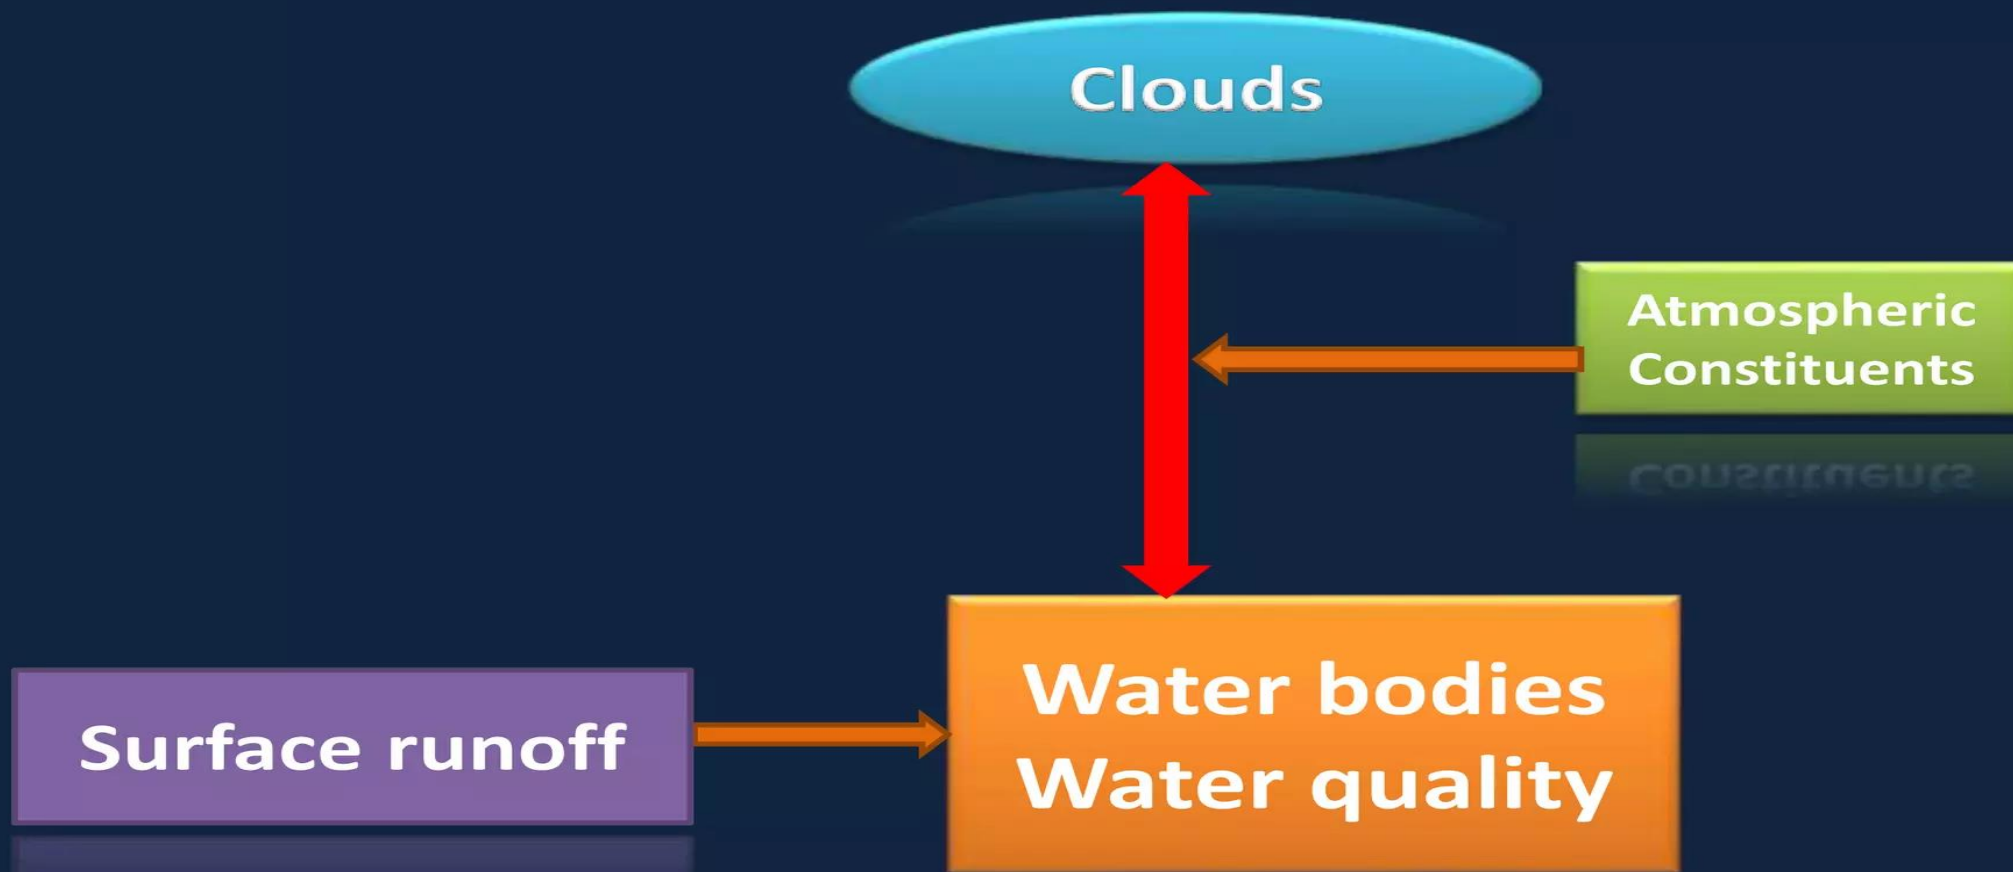 Clouds
Atmospheric
Constituents
Surface runoff
Water bodies
Water quality